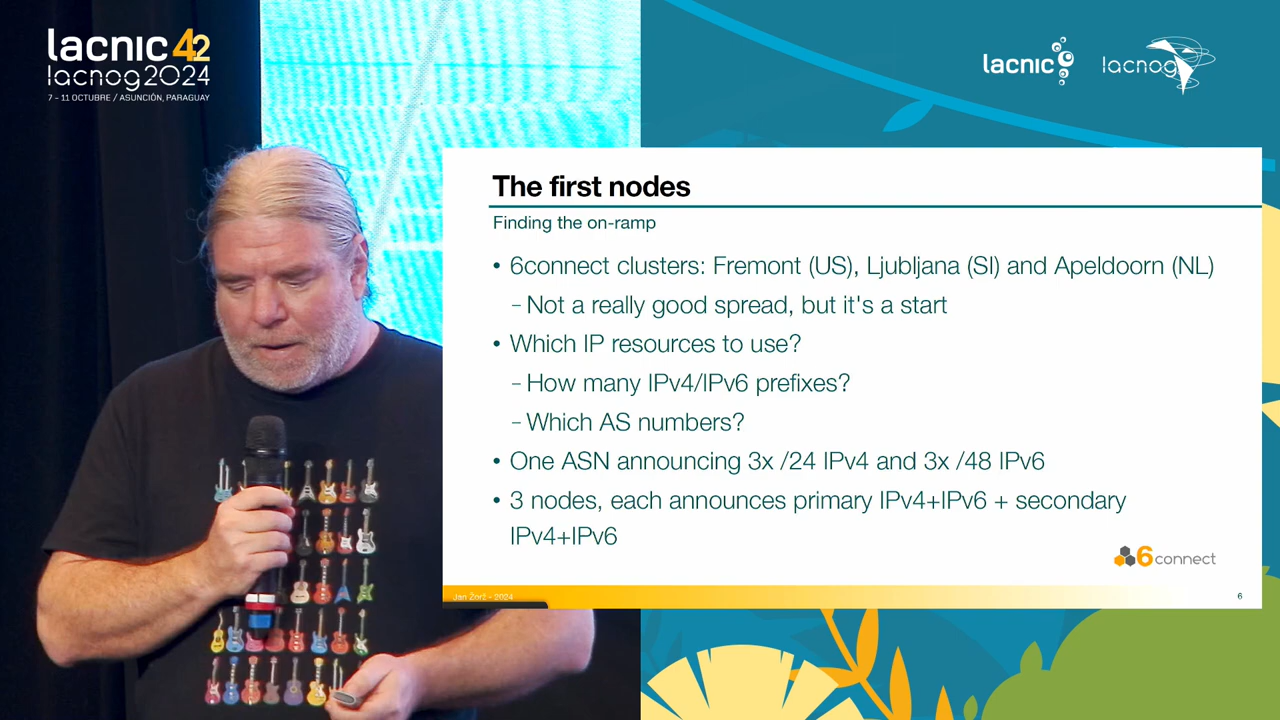 lacnic 42
lacnog2024
7 - 11 OCTUBRE / ASUNCIÓN, PARAGUAY
lacnic
lacnog
The first nodes
Finding the on-ramp
• 6connect clusters: Fremont (US), Ljubljana (SI) and Apeldoorn (NL)
– Not a really good spread, but it's a start
• Which IP resources to use?
– How many IPv4/IPv6 prefixes?
– Which AS numbers?
• One ASN announcing 3x /24 IPv4 and 3x /48 IPv6
• 3 nodes, each announces primary IPv4+IPv6 + secondary
IPv4+IPv6
6connect
Jan Žorž - 2024
6